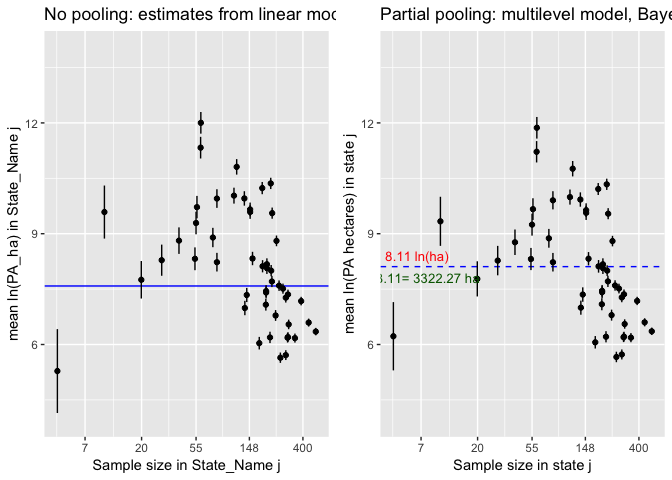 No pooling: estimates from linear mod
12
9
6
mean ln(PA_ha) in State_Name j
7 20 55 148 400
Sample size in State_Name j
Partial pooling: multilevel model, Baye
12
9
6
mean ln(PA hectares) in state j
8.11 ln(ha)
8.11= 3322.27 ha
7 20 55 148 400
Sample size in state j